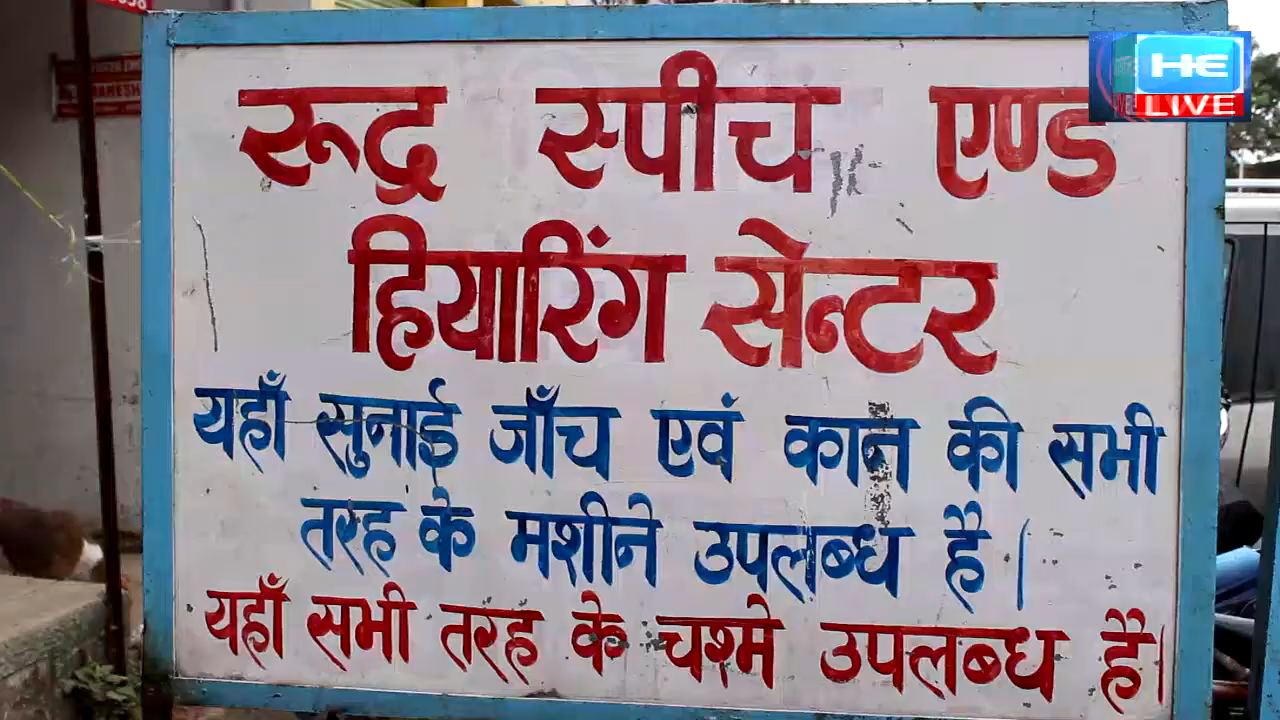 रूद्र स्पीच एण्ड
हियारिंग सेन्टर
यहाँ सुनाई जाँच एवं कान की सभी
तरह के मशीने उपलब्ध है।
यहाँ सभी तरह के चश्मे उपलब्ध है।
HE
LIVE